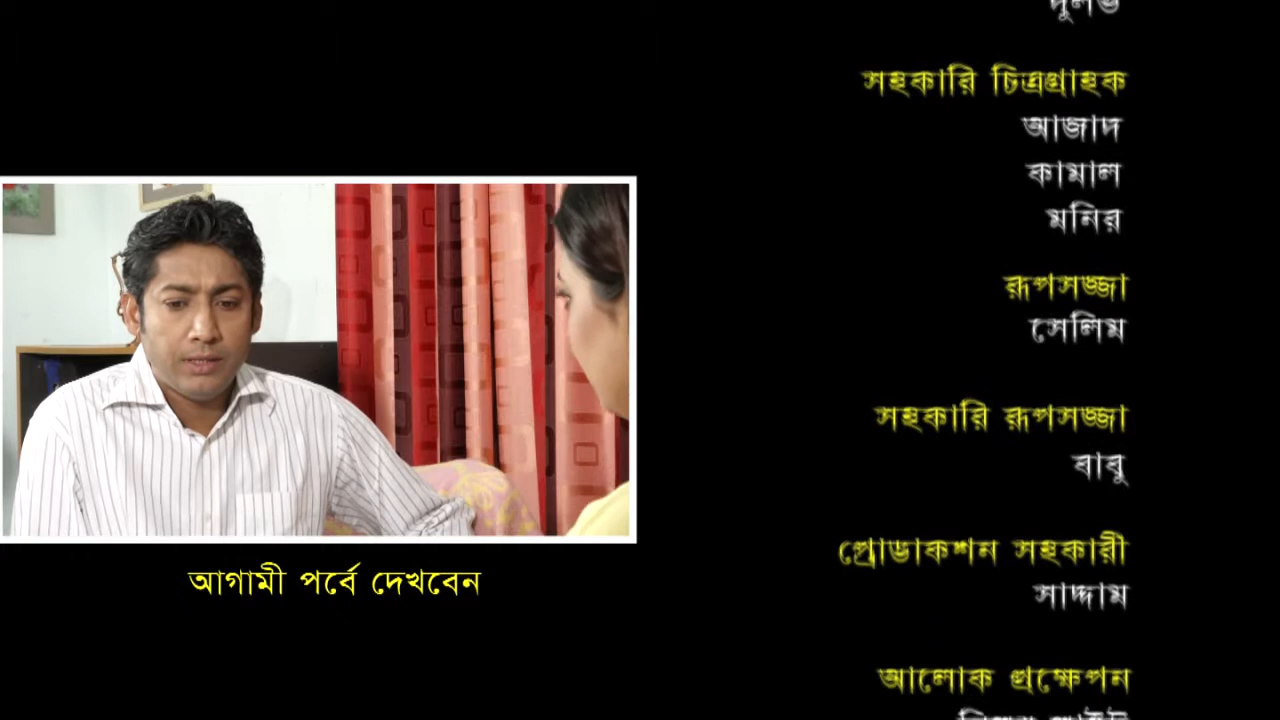 সহকারি চিত্রগ্রাহক
আজাদ
কামাল
মনির
রূপসজ্জা
সেলিম
সহকারি রূপসজ্জা
বাবু
প্রোডাকশন সহকারী
সাদ্দাম
আলোক প্রক্ষেপন
আগামী পর্বে দেখবেন